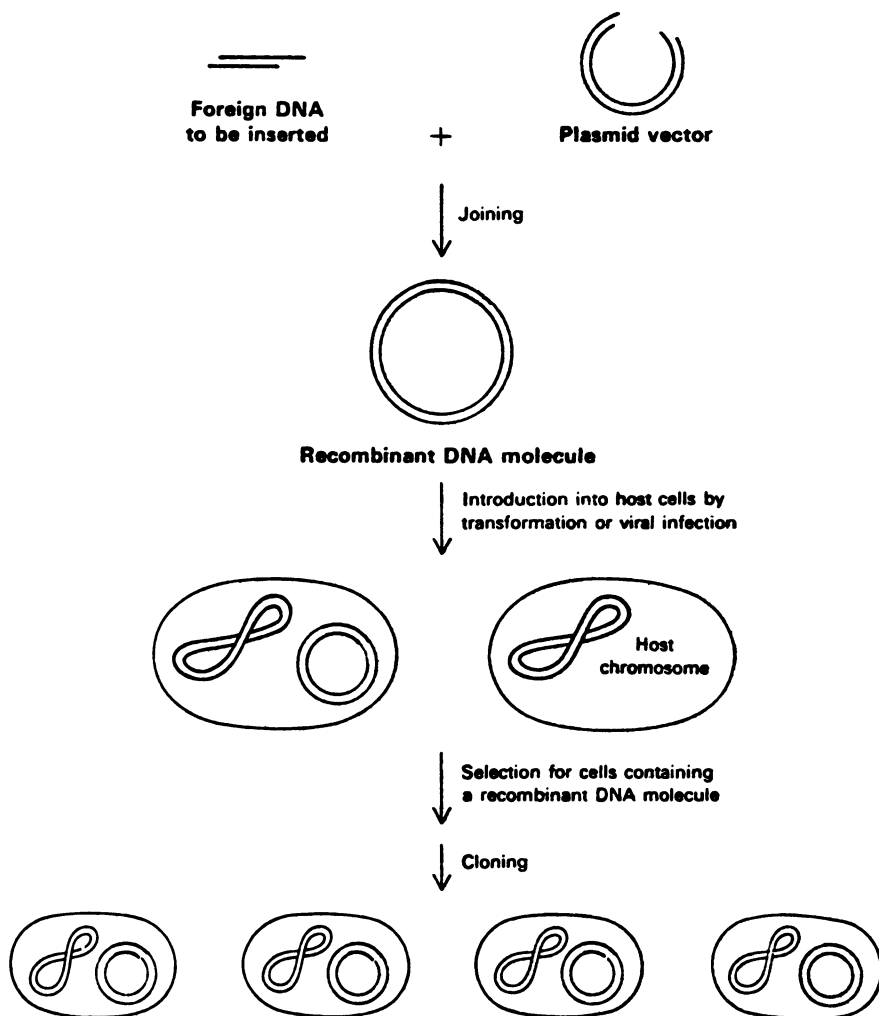 Foreign DNA
to be inserted
+
Plasmid vector
Joining
Recombinant DNA molecule
Introduction into host cells by
transformation or viral infection
Host
chromosome
Selection for cells containing
a recombinant DNA molecule
Cloning